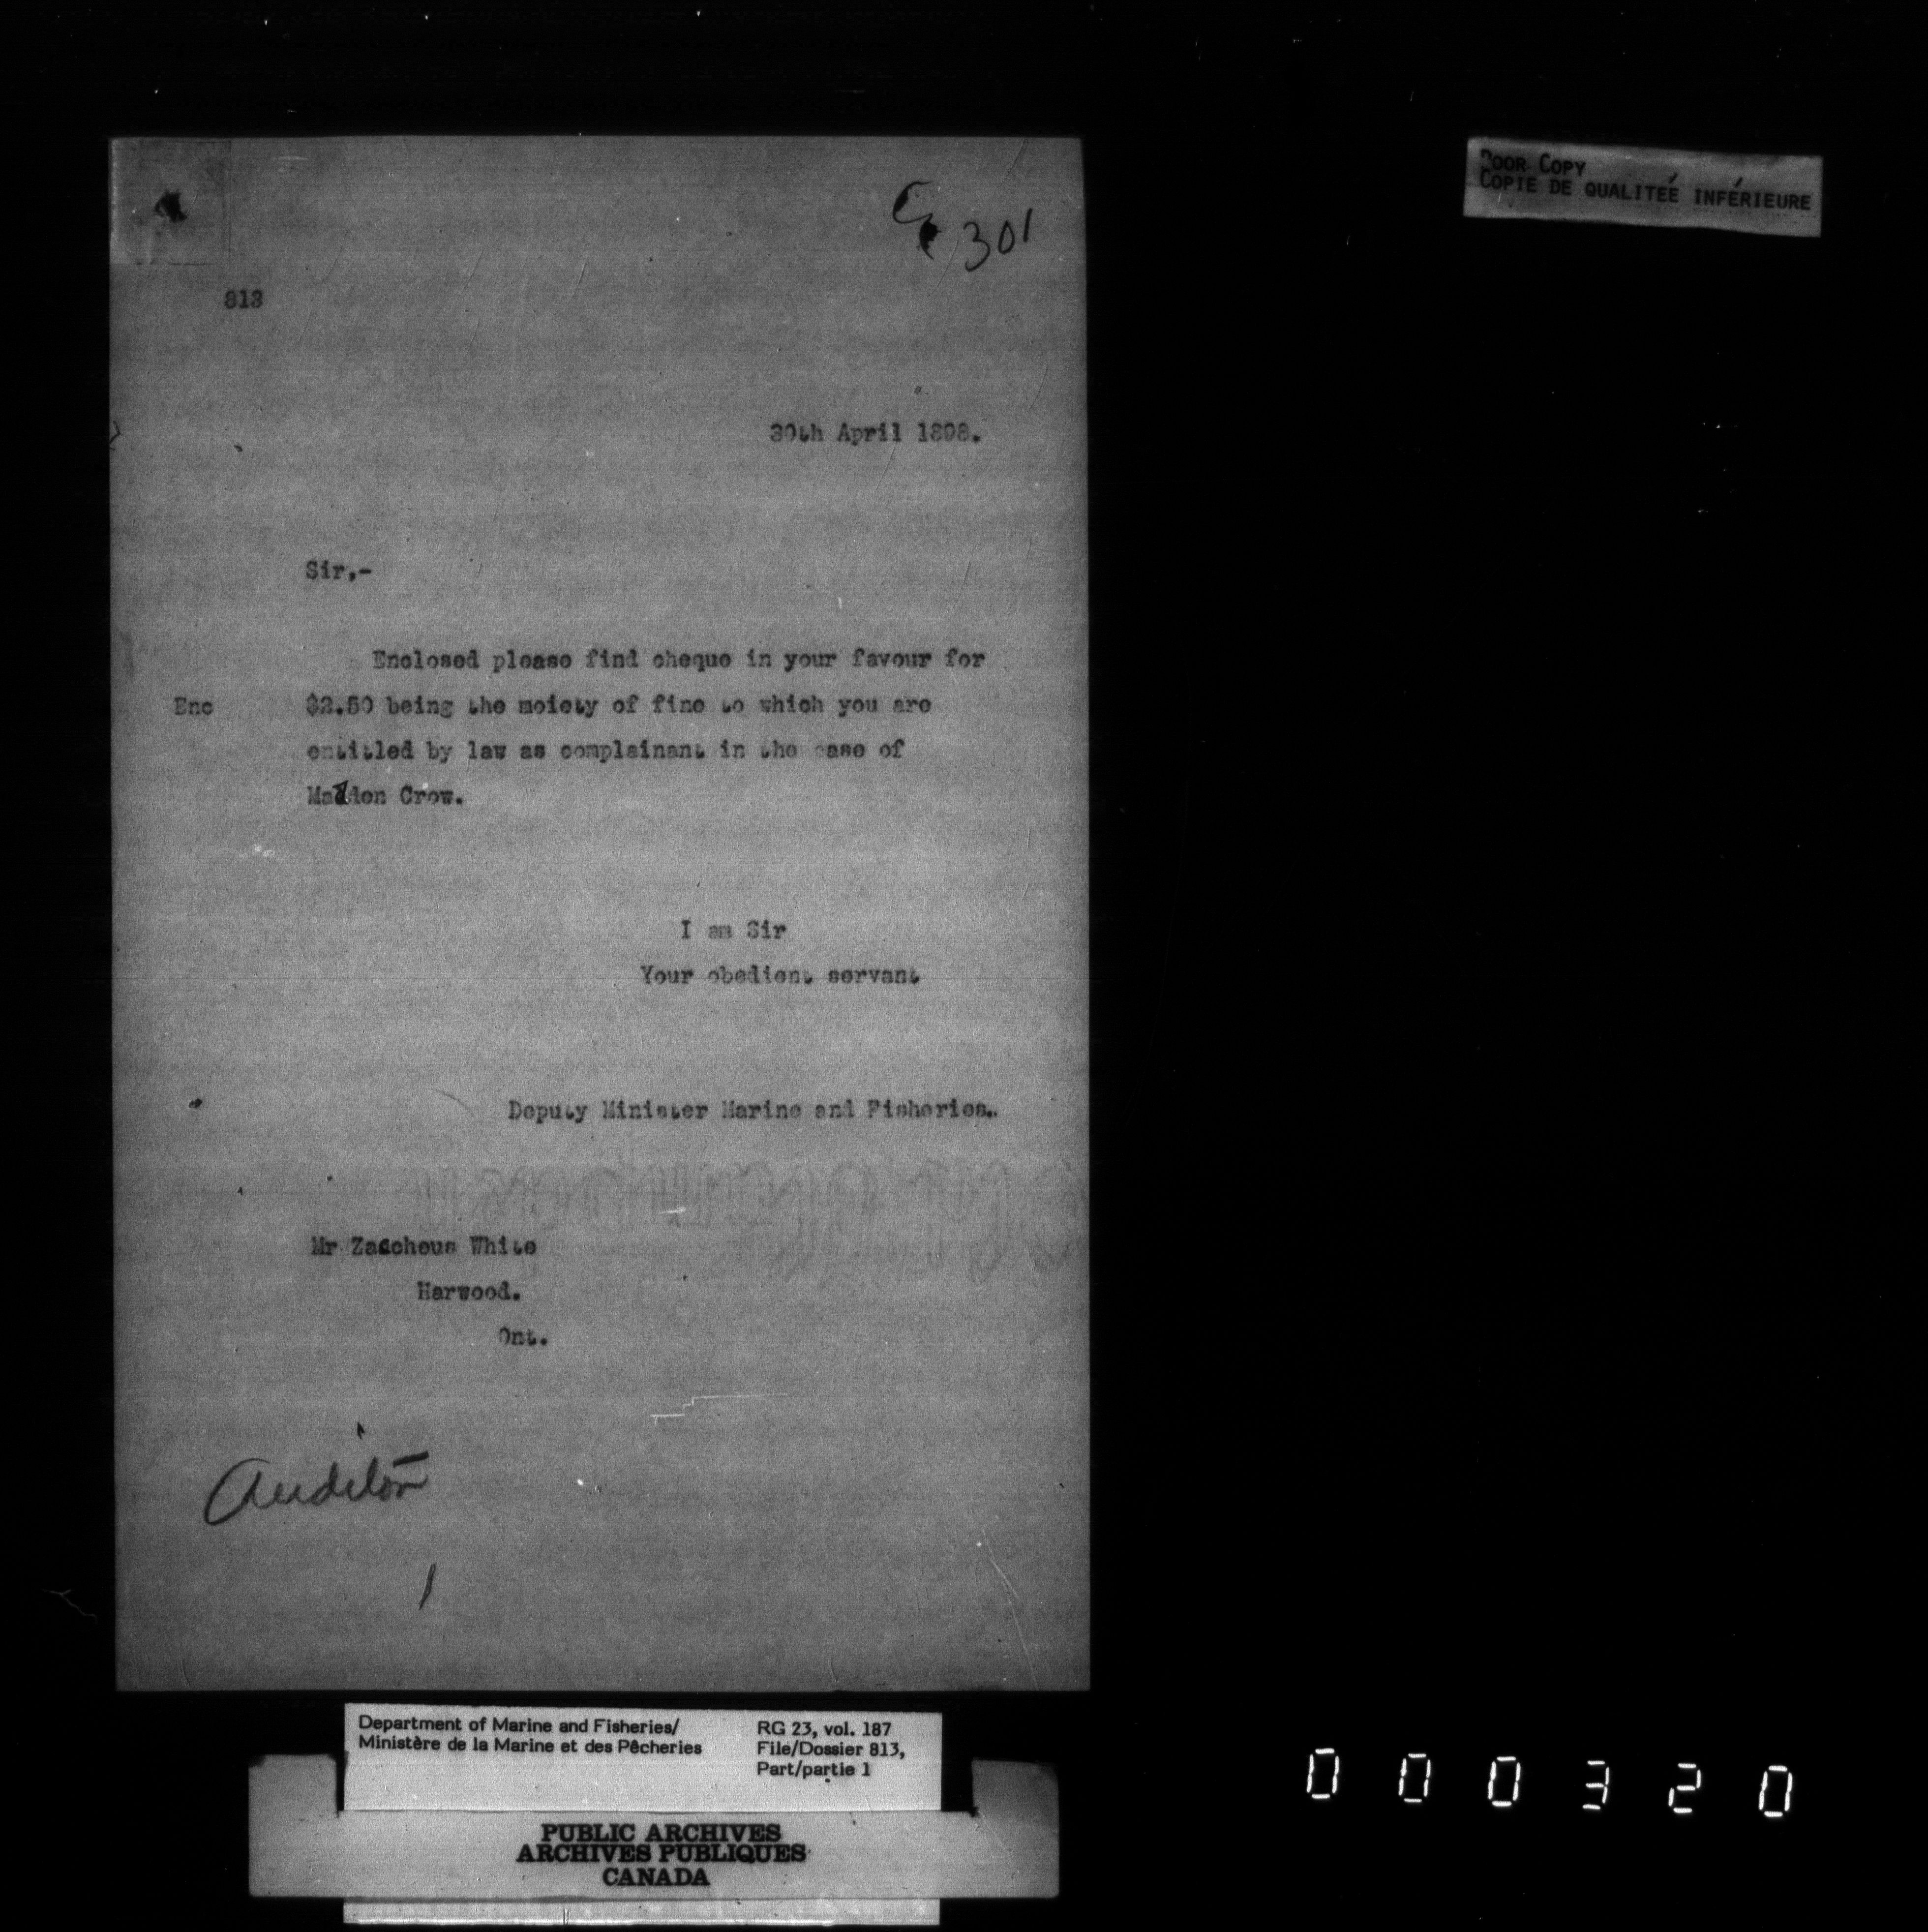 POOR COPY
COPIE DE QUALITEÉ INFÉRIEURE
301
813
30th April 1898.
Sir,-
Enclosed please find cheque in your favour for
Enc $2.50 being the moiety of fine to which you are
entitled by law as complainant in the case of
Madden Crow.
I am Sir
Your obedient servant
Deputy Minister Marine and Fisheries.
Mr Zaccheus White
Harwood.
Ont.
Auditor
Department of Marine and Fisheries/
Ministère de la Marine et des Pêcheries
RG 23, vol. 187
File/Dossier 813,
Part/partie 1
PUBLIC ARCHIVES
ARCHIVES PUBLIQUES
CANADA
000320